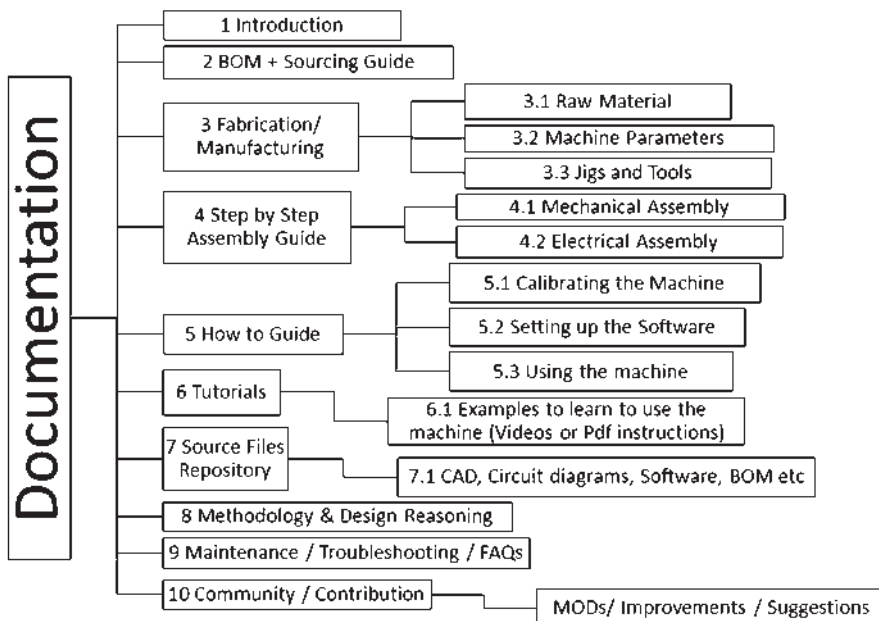 Documentation
1 Introduction
2 BOM + Sourcing Guide
3 Fabrication/
Manufacturing
3.1 Raw Material
3.2 Machine Parameters
3.3 Jigs and Tools
4 Step by Step
Assembly Guide
4.1 Mechanical Assembly
4.2 Electrical Assembly
5 How to Guide
5.1 Calibrating the Machine
5.2 Setting up the Software
5.3 Using the machine
6 Tutorials
6.1 Examples to learn to use the
machine (Videos or Pdf instructions)
7 Source Files
Repository
7.1 CAD, Circuit diagrams, Software, BOM etc
8 Methodology & Design Reasoning
9 Maintenance / Troubleshooting / FAQs
10 Community / Contribution
MODs/ Improvements / Suggestions